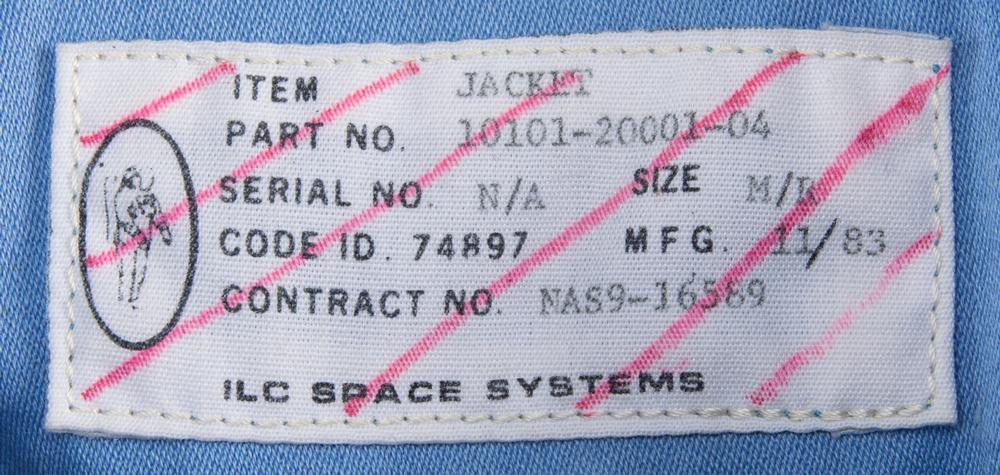 ITEM JACKET
PART NO. 10101-20001-04
SERIAL NO. N/A SIZE M/R
CODE ID. 74897 MFG. 11/83
CONTRACT NO. NAS9-16589
ILC SPACE SYSTEMS